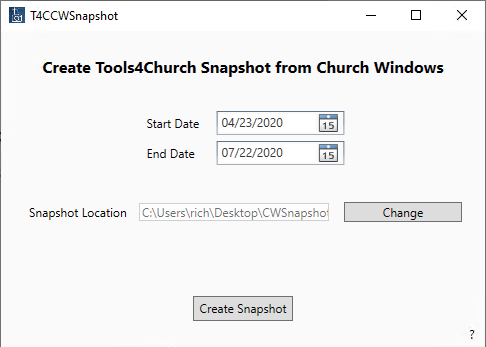 T4CCWSnapshot
Create Tools4Church Snapshot from Church Windows
Start Date 04/23/2020 15
End Date 07/22/2020 15
Snapshot Location C:\Users\rich\Desktop\CWSnapshot Change
Create Snapshot
?